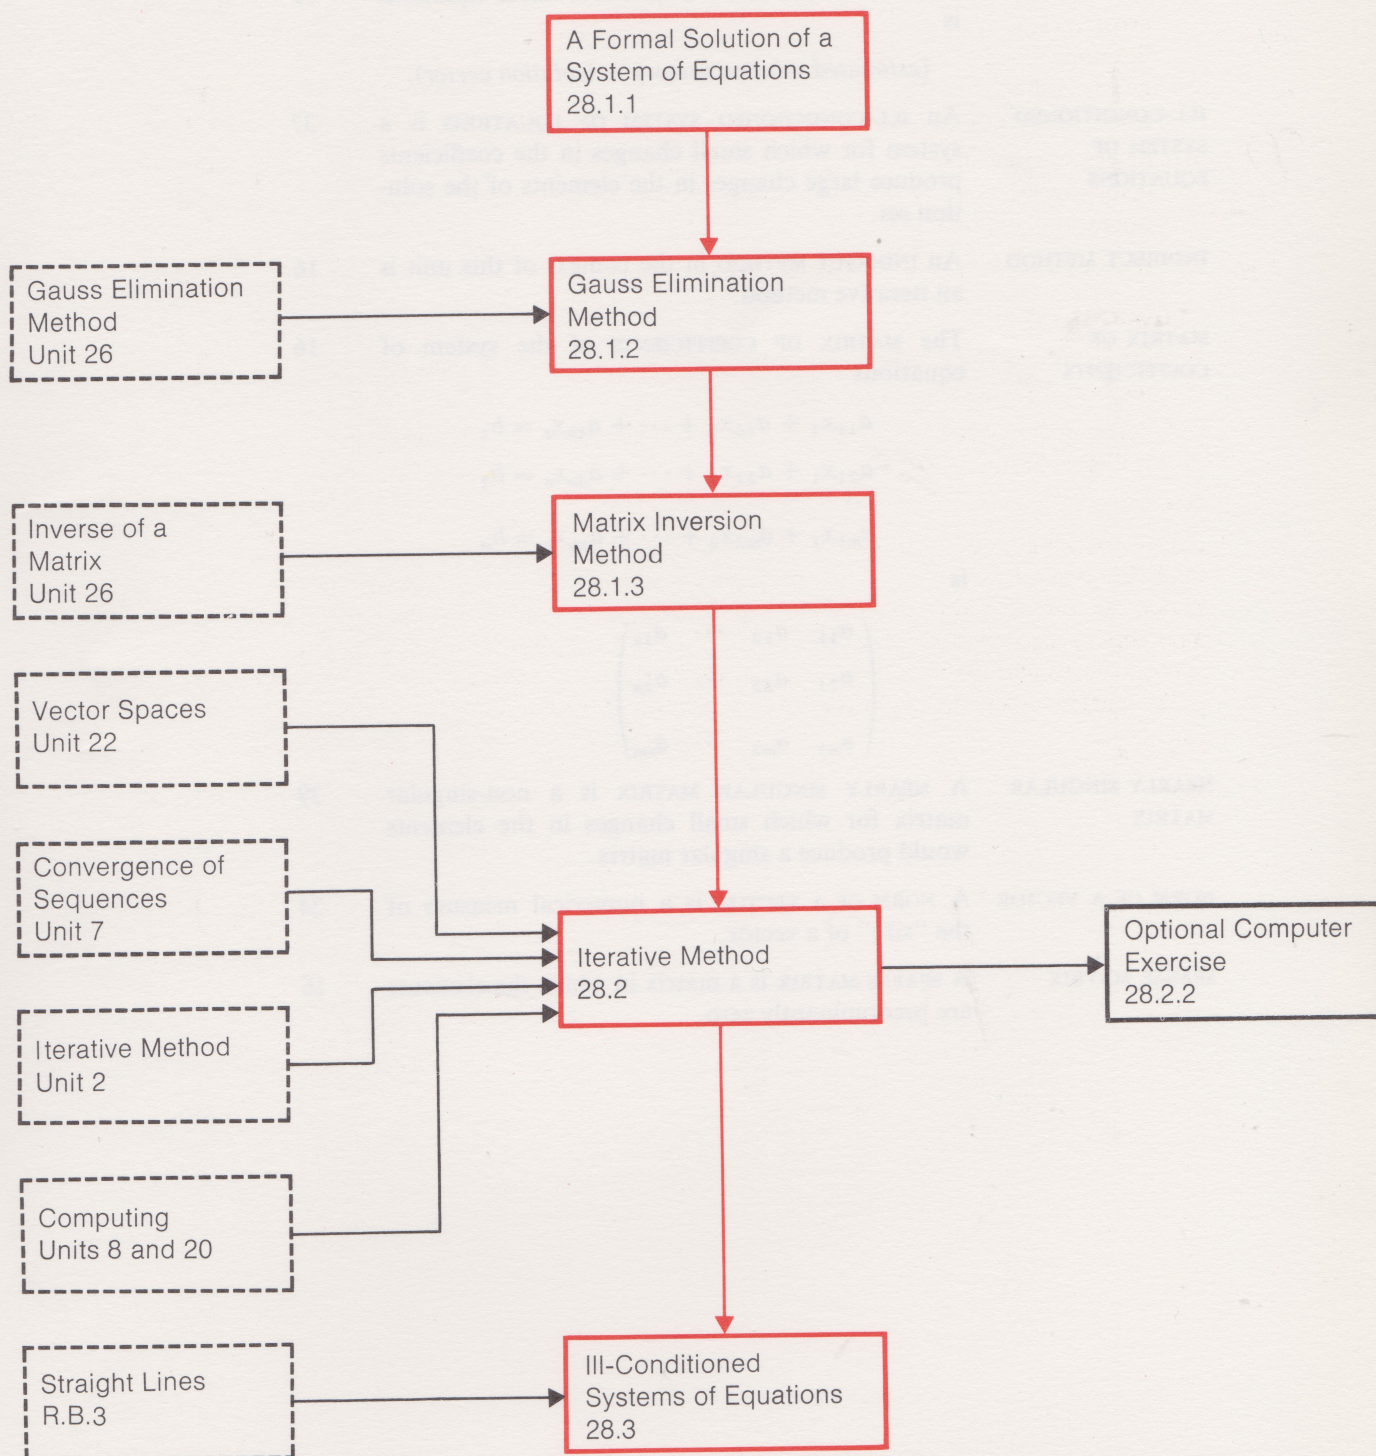 A Formal Solution of a
System of Equations
28.1.1
Gauss Elimination
Method
Unit 26
Gauss Elimination
Method
28.1.2
Inverse of a
Matrix
Unit 26
Matrix Inversion
Method
28.1.3
Vector Spaces
Unit 22
Convergence of
Sequences
Unit 7
Iterative Method
Unit 2
Computing
Units 8 and 20
Iterative Method
28.2
Optional Computer
Exercise
28.2.2
Straight Lines
R.B.3
Ill-Conditioned
Systems of Equations
28.3